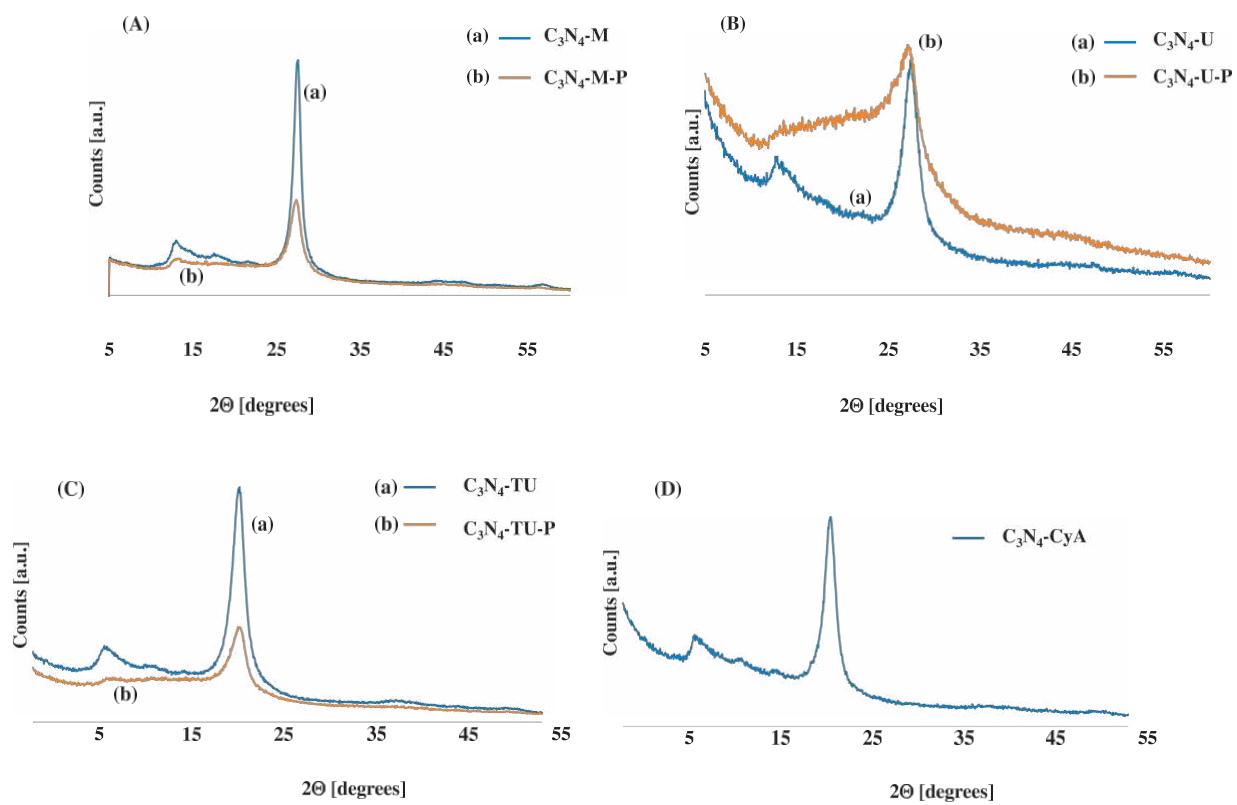 (A)
(a) C₃N₄-M
(b) C₃N₄-M-P
(a)
(b)
Counts [a.u.]
5 15 25 35 45 55
2Θ [degrees]
(B)
(a) C₃N₄-U
(b) C₃N₄-U-P
(b)
(a)
Counts [a.u.]
5 15 25 35 45 55
2Θ [degrees]
(C)
(a) C₃N₄-TU
(b) C₃N₄-TU-P
(a)
(b)
Counts [a.u.]
5 15 25 35 45 55
2Θ [degrees]
(D)
C₃N₄-CyA
Counts [a.u.]
5 15 25 35 45 55
2Θ [degrees]